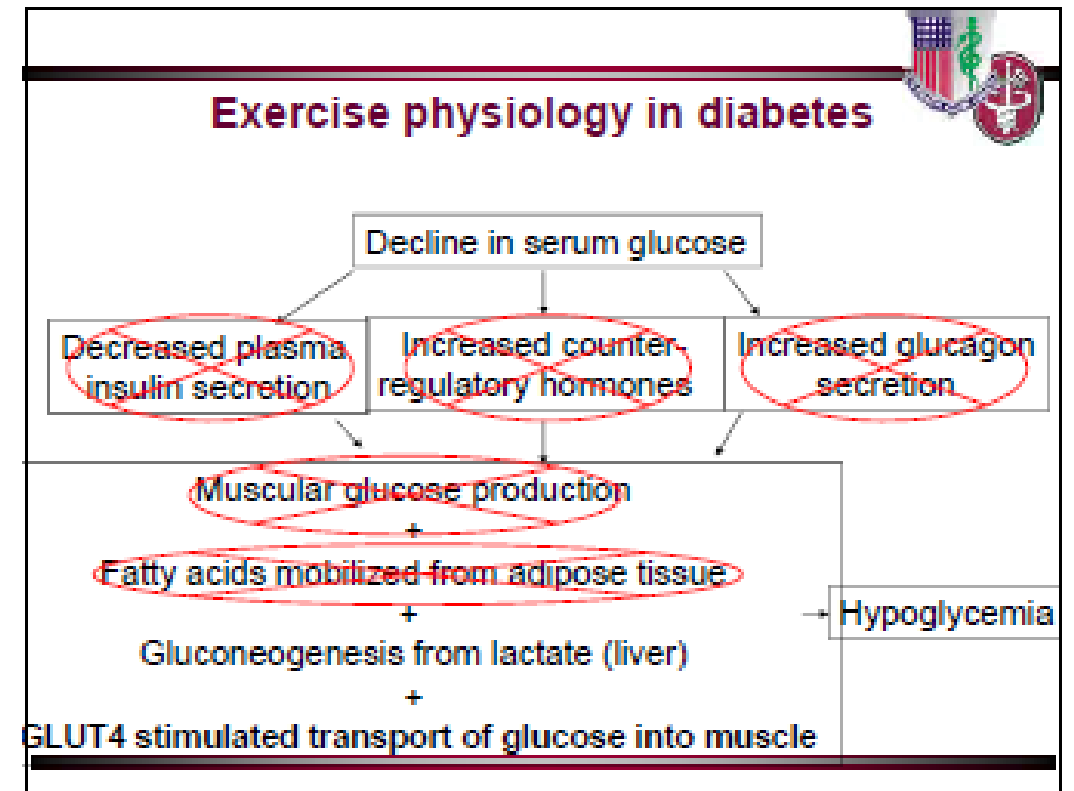 Exercise physiology in diabetes
Decline in serum glucose
Decreased plasma
insulin secretion
Increased counter-
regulatory hormones
Increased glucagon
secretion
Muscular glucose production
+
Fatty acids mobilized from adipose tissue
+
Gluconeogenesis from lactate (liver)
+
GLUT4 stimulated transport of glucose into muscle
Hypoglycemia